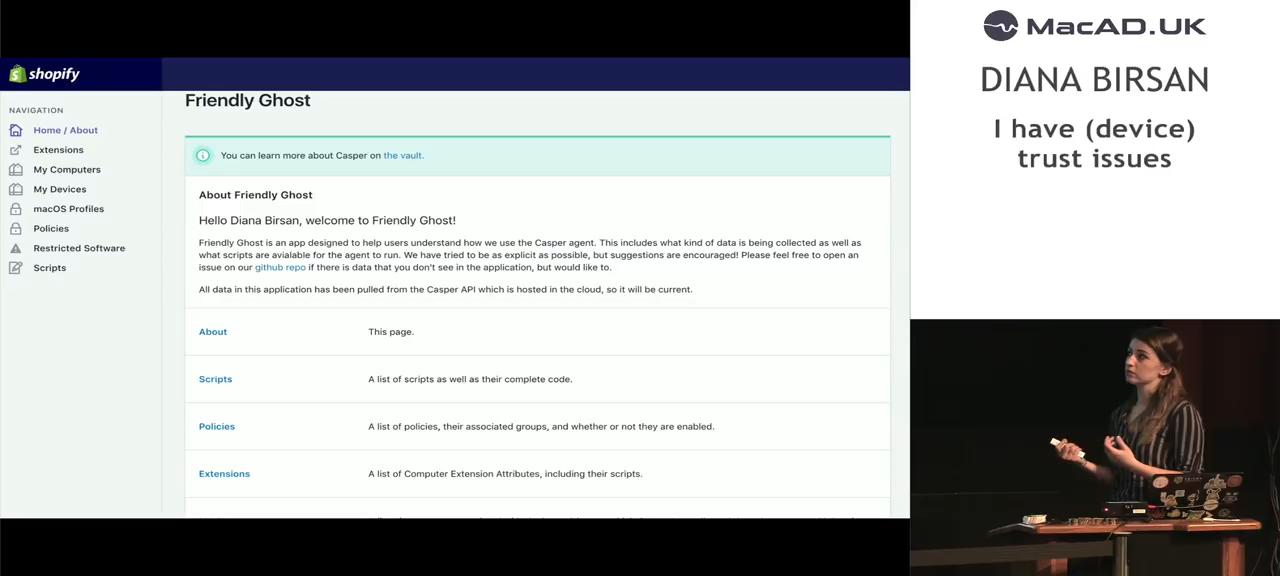 shopify
NAVIGATION
Home / About
Extensions
My Computers
My Devices
macOS Profiles
Policies
Restricted Software
Scripts
Friendly Ghost
You can learn more about Casper on the vault.
About Friendly Ghost
Hello Diana Birsan, welcome to Friendly Ghost!
Friendly Ghost is an app designed to help users understand how we use the Casper agent. This includes what kind of data is being collected as well as
what scripts are avialable for the agent to run. We have tried to be as explicit as possible, but suggestions are encouraged! Please feel free to open an
issue on our github repo if there is data that you don't see in the application, but would like to.
All data in this application has been pulled from the Casper API which is hosted in the cloud, so it will be current.
About
This page.
Scripts
A list of scripts as well as their complete code.
Policies
A list of policies, their associated groups, and whether or not they are enabled.
Extensions
A list of Computer Extension Attributes, including their scripts.
MacAD.UK
DIANA BIRSAN
I have (device)
trust issues